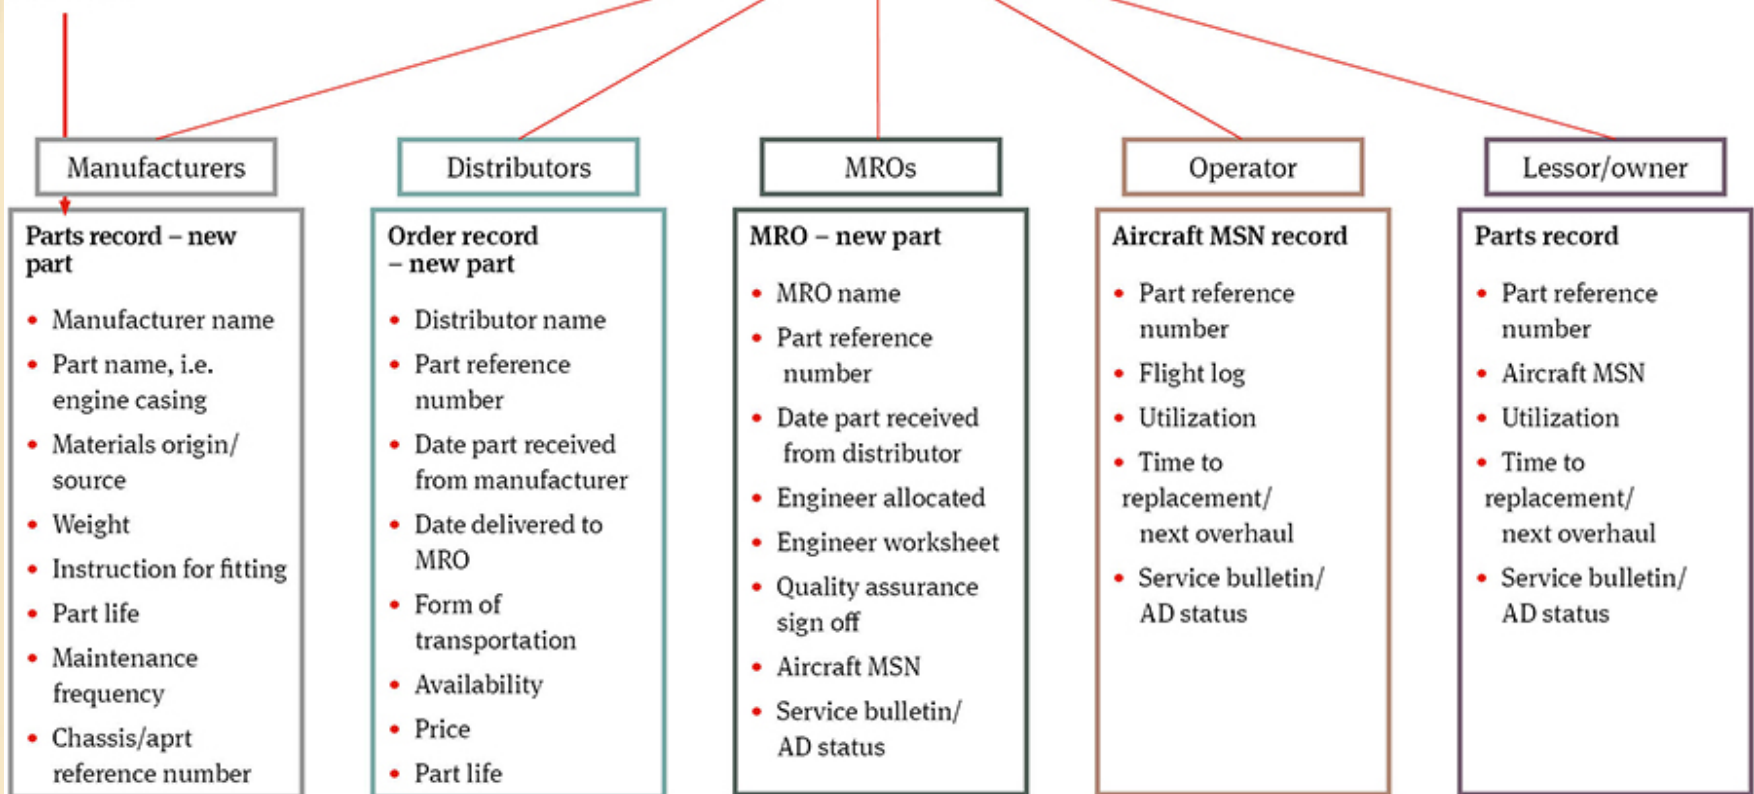 Manufacturers
Parts record – new
part
• Manufacturer name
• Part name, i.e.
engine casing
• Materials origin/
source
• Weight
• Instruction for fitting
• Part life
• Maintenance
frequency
• Chassis/aprt
reference number
Distributors
Order record
– new part
• Distributor name
• Part reference
number
• Date part received
from manufacturer
• Date delivered to
MRO
• Form of
transportation
• Availability
• Price
• Part life
MROs
MRO – new part
• MRO name
• Part reference
number
• Date part received
from distributor
• Engineer allocated
• Engineer worksheet
• Quality assurance
sign off
• Aircraft MSN
• Service bulletin/
AD status
Operator
Aircraft MSN record
• Part reference
number
• Flight log
• Utilization
• Time to
replacement/
next overhaul
• Service bulletin/
AD status
Lessor/owner
Parts record
• Part reference
number
• Aircraft MSN
• Utilization
• Time to
replacement/
next overhaul
• Service bulletin/
AD status